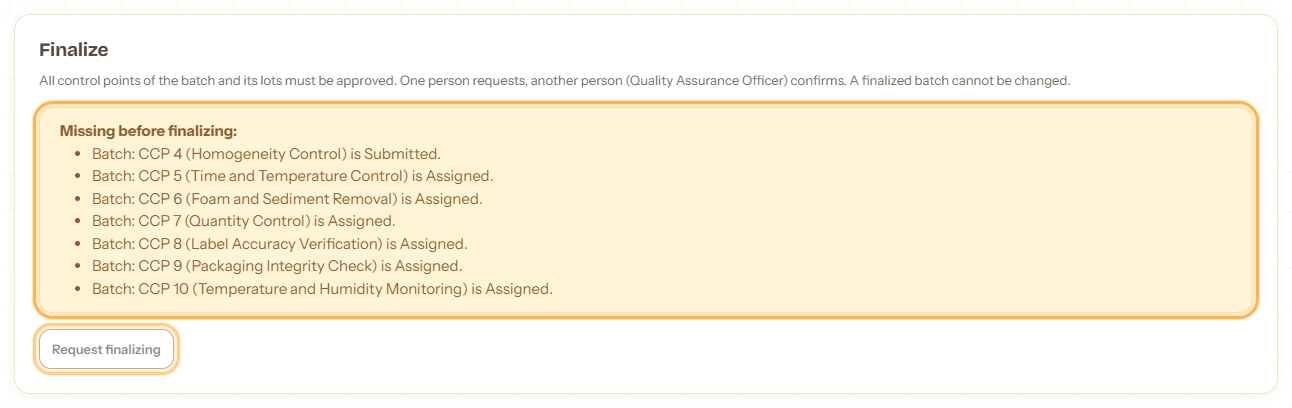 Finalize
All control points of the batch and its lots must be approved. One person requests, another person (Quality Assurance Officer) confirms. A finalized batch cannot be changed.
Missing before finalizing:
• Batch: CCP 4 (Homogeneity Control) is Submitted.
• Batch: CCP 5 (Time and Temperature Control) is Assigned.
• Batch: CCP 6 (Foam and Sediment Removal) is Assigned.
• Batch: CCP 7 (Quantity Control) is Assigned.
• Batch: CCP 8 (Label Accuracy Verification) is Assigned.
• Batch: CCP 9 (Packaging Integrity Check) is Assigned.
• Batch: CCP 10 (Temperature and Humidity Monitoring) is Assigned.
Request finalizing